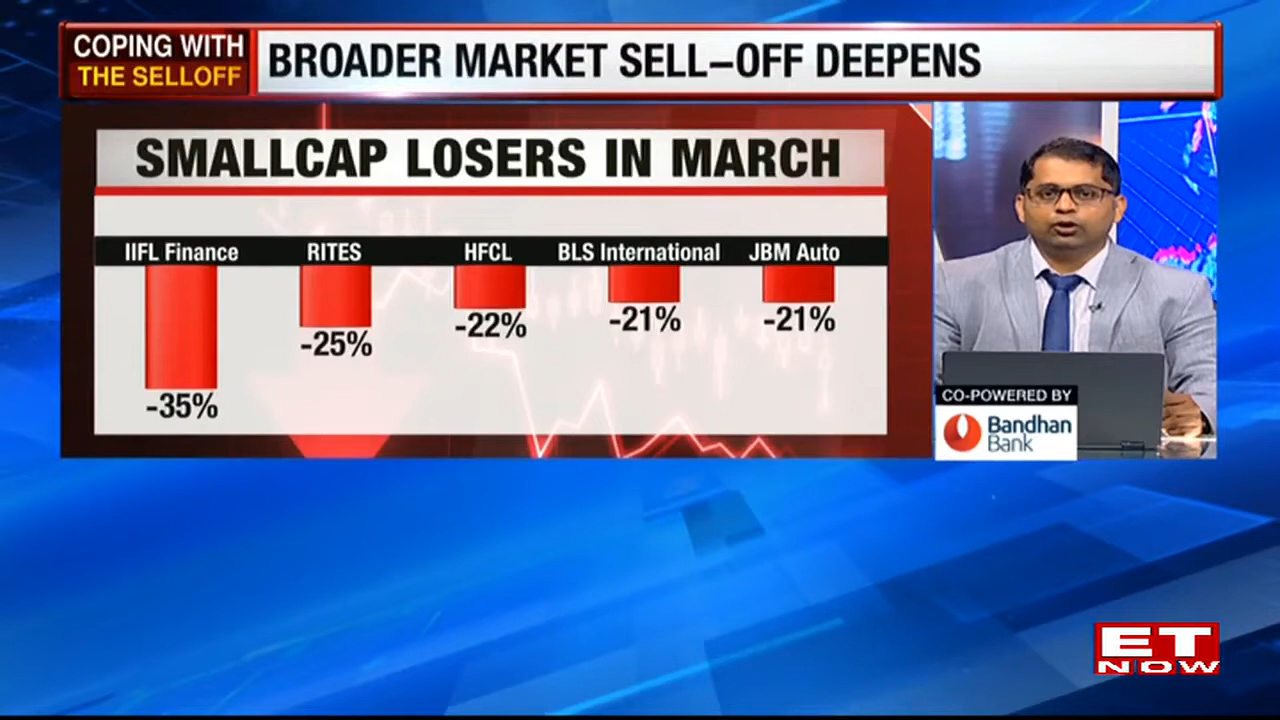 COPING WITH
THE SELLOFF
BROADER MARKET SELL–OFF DEEPENS
SMALLCAP LOSERS IN MARCH
IIFL Finance RITES HFCL BLS International JBM Auto
-35% -25% -22% -21% -21%
CO-POWERED BY
Bandhan
Bank
ET
NOW